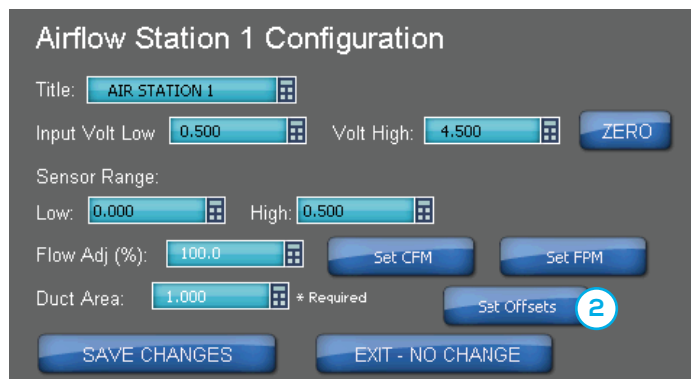 Airflow Station 1 Configuration
Title: AIR STATION 1
Input Volt Low 0.500 Volt High: 4.500 ZERO
Sensor Range:
Low: 0.000 High: 0.500
Flow Adj (%): 100.0 Set CFM Set FPM
Duct Area: 1.000 * Required Set Offsets 2
SAVE CHANGES EXIT - NO CHANGE